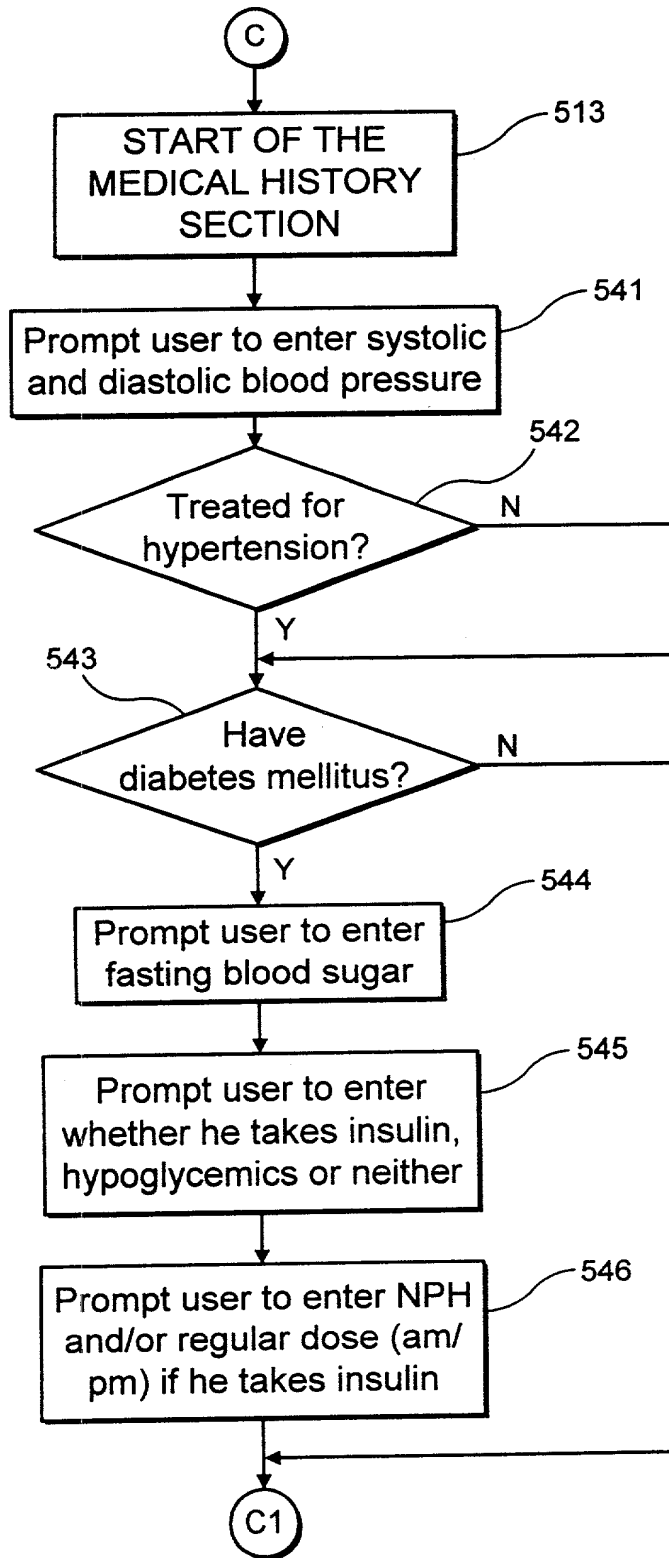 C
513
START OF THE
MEDICAL HISTORY
SECTION
541
Prompt user to enter systolic
and diastolic blood pressure
542
Treated for
hypertension?
N
Y
543
Have
diabetes mellitus?
N
Y
544
Prompt user to enter
fasting blood sugar
545
Prompt user to enter
whether he takes insulin,
hypoglycemics or neither
546
Prompt user to enter NPH
and/or regular dose (am/
pm) if he takes insulin
C1